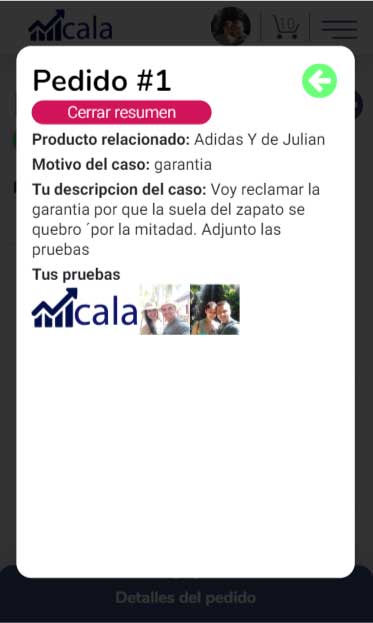 cala
10
Pedido #1
Cerrar resumen
Producto relacionado: Adidas Y de Julian
Motivo del caso: garantia
Tu descripcion del caso: Voy reclamar la
garantia por que la suela del zapato se
quebro ´por la mitadad. Adjunto las
pruebas
Tus pruebas
cala
Detalles del pedido